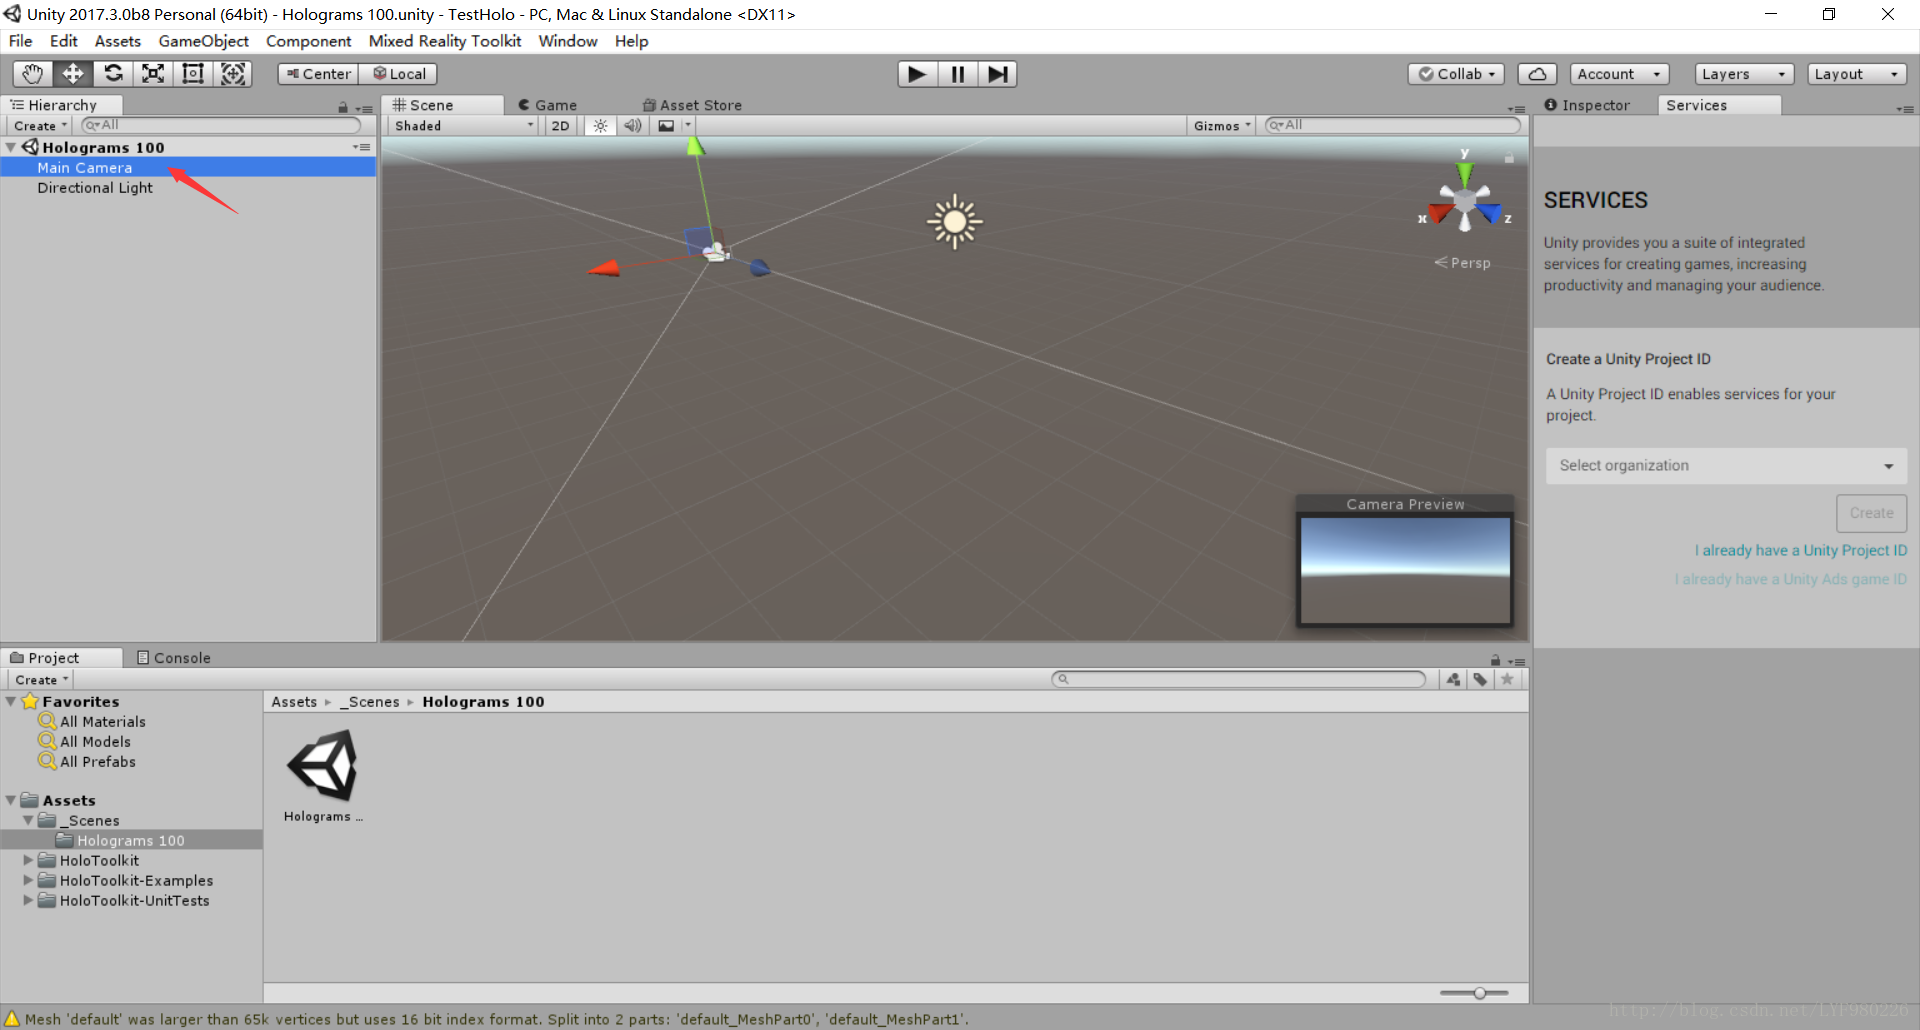 Unity 2017.3.0b8 Personal (64bit) - Holograms 100.unity - TestHolo - PC, Mac & Linux Standalone <DX11>
File Edit Assets GameObject Component Mixed Reality Toolkit Window Help
Center Local Collab Account Layers Layout
Hierarchy
Create All
Holograms 100
Main Camera
Directional Light
Scene Game Asset Store
Shaded 2D Gizmos All
y
x z
Persp
Camera Preview
Inspector Services
SERVICES
Unity provides you a suite of integrated
services for creating games, increasing
productivity and managing your audience.
Create a Unity Project ID
A Unity Project ID enables services for your
project.
Select organization
Create
I already have a Unity Project ID
I already have a Unity Ads game ID
Project Console
Create
Favorites
All Materials
All Models
All Prefabs
Assets
_Scenes
Holograms 100
HoloToolkit
HoloToolkit-Examples
HoloToolkit-UnitTests
Assets _Scenes Holograms 100
Holograms ...
Mesh 'default' was larger than 65k vertices but uses 16 bit index format. Split into 2 parts: 'default_MeshPart0', 'default_MeshPart1'.
http://blog.csdn.net/LYF980226